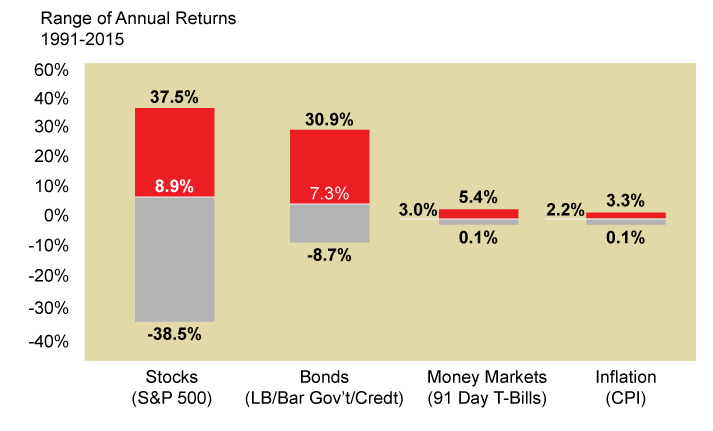 Range of Annual Returns
1991-2015
60%
40%
30%
20%
10%
0%
-10%
-20%
-30%
-40%
37.5%
8.9%
-38.5%
30.9%
7.3%
-8.7%
3.0%
5.4%
0.1%
2.2%
3.3%
0.1%
Stocks
(S&P 500)
Bonds
(LB/Bar Gov’t/Credt)
Money Markets
(91 Day T-Bills)
Inflation
(CPI)